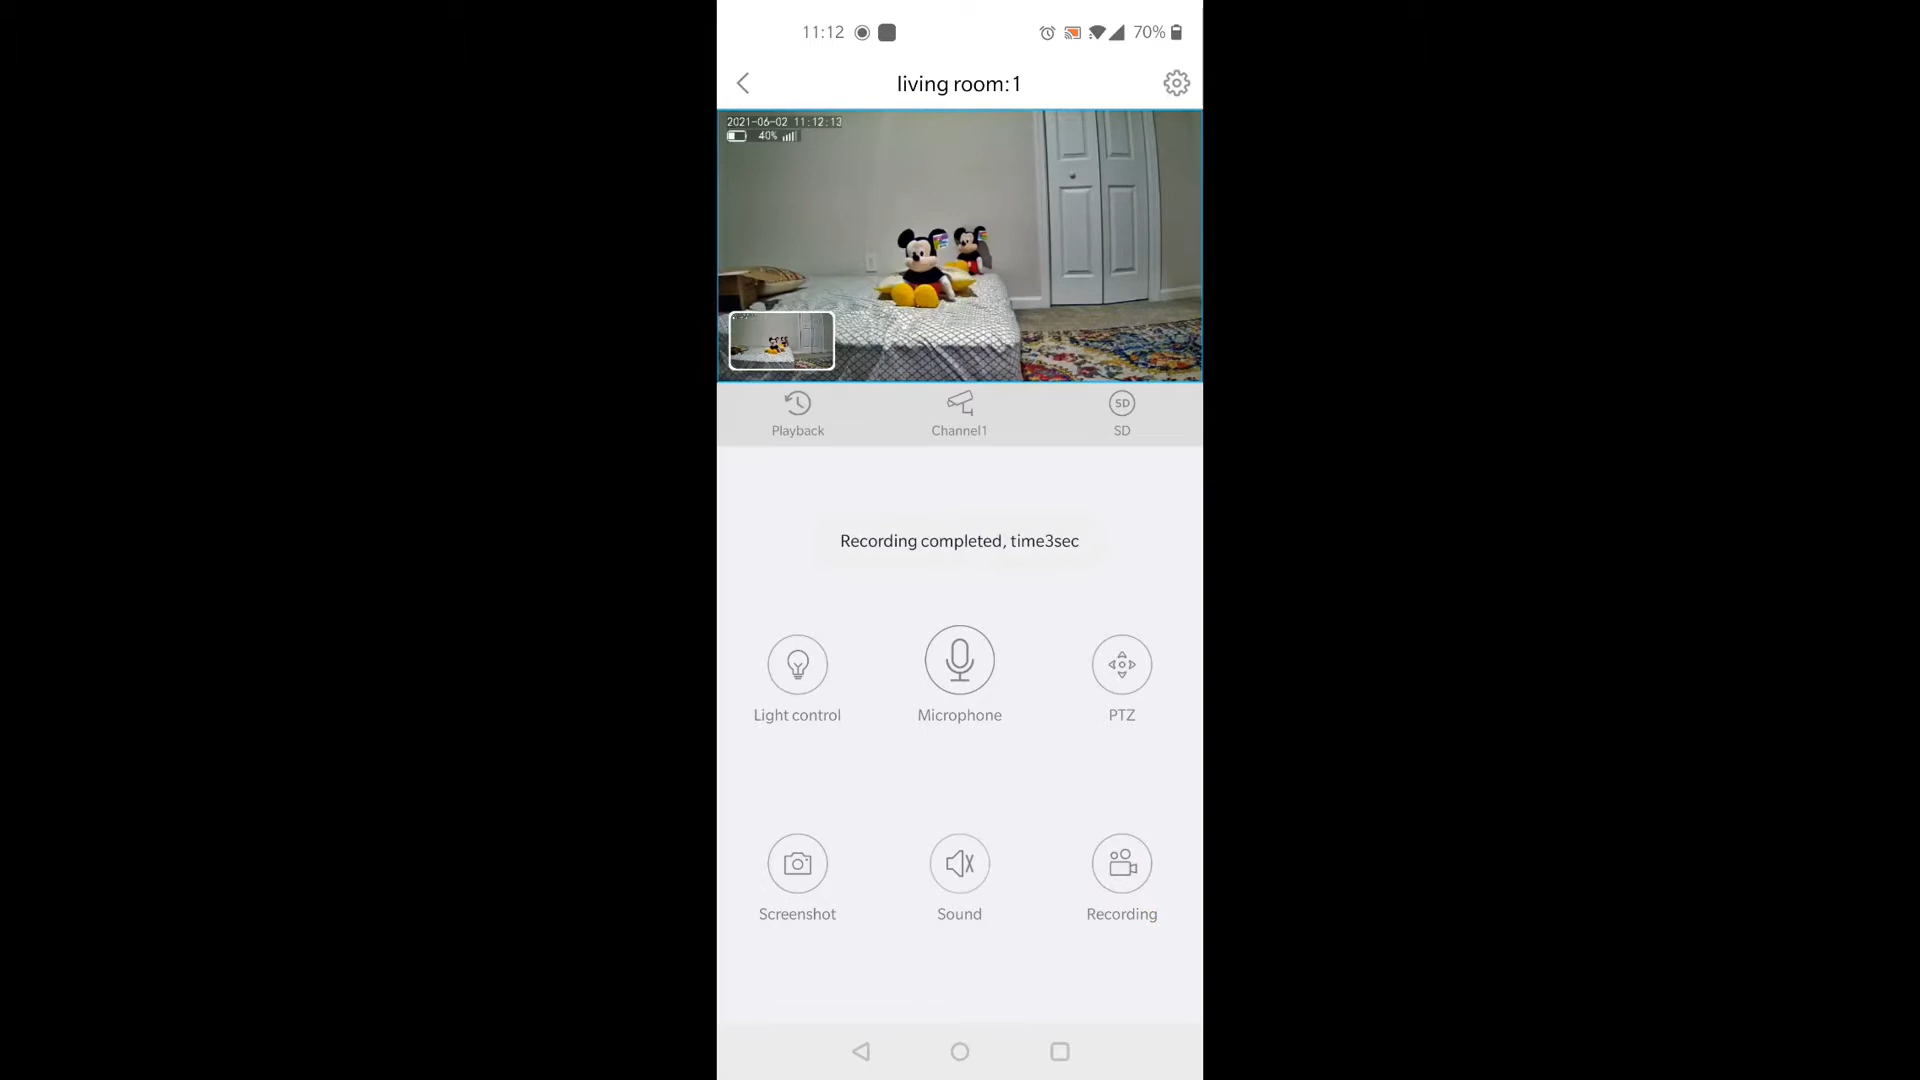 11:12
70%
living room:1
2021-06-02 11:12:13
40%
Playback
Channel1
SD
SD
Recording completed, time3sec
Light control
Microphone
PTZ
Screenshot
Sound
Recording